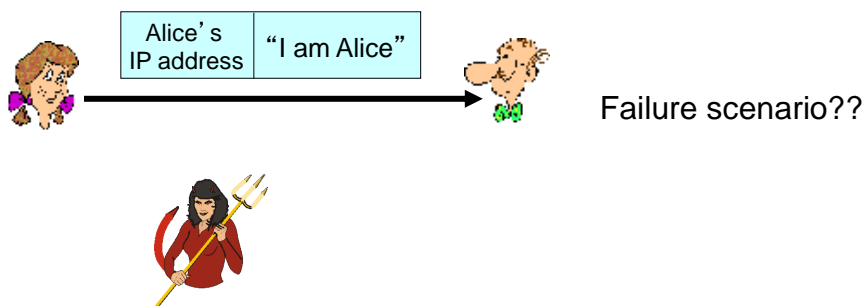 Alice’s
IP address
“I am Alice”
Failure scenario??